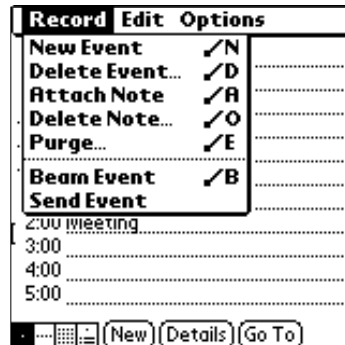 Record Edit Options
New Event ⁄N
Delete Event... ⁄D
Attach Note ⁄A
Delete Note... ⁄O
Purge... ⁄E
Beam Event ⁄B
Send Event
2:00 Meeting
3:00
4:00
5:00
New Details Go To